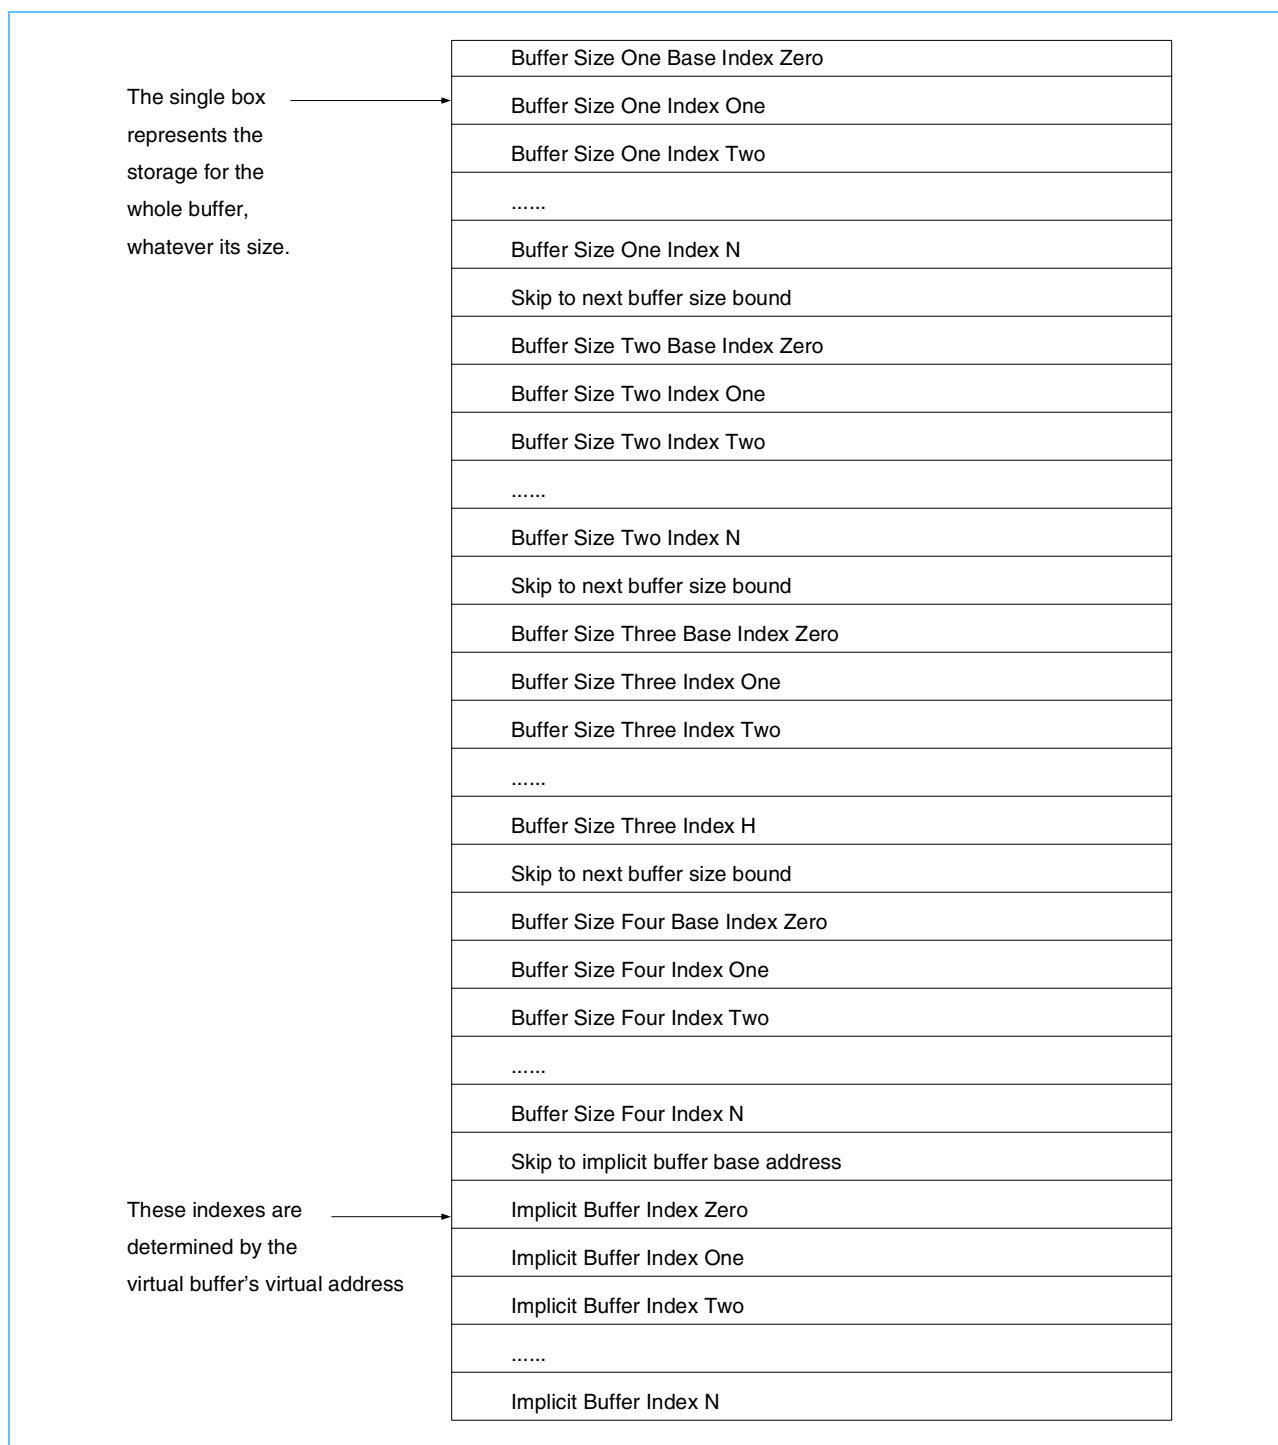 Buffer Size One Base Index Zero
The single box
represents the
storage for the
whole buffer,
whatever its size.
Buffer Size One Index One
Buffer Size One Index Two
......
Buffer Size One Index N
Skip to next buffer size bound
Buffer Size Two Base Index Zero
Buffer Size Two Index One
Buffer Size Two Index Two
......
Buffer Size Two Index N
Skip to next buffer size bound
Buffer Size Three Base Index Zero
Buffer Size Three Index One
Buffer Size Three Index Two
......
Buffer Size Three Index H
Skip to next buffer size bound
Buffer Size Four Base Index Zero
Buffer Size Four Index One
Buffer Size Four Index Two
......
Buffer Size Four Index N
Skip to implicit buffer base address
These indexes are
determined by the
virtual buffer’s virtual address
Implicit Buffer Index Zero
Implicit Buffer Index One
Implicit Buffer Index Two
......
Implicit Buffer Index N